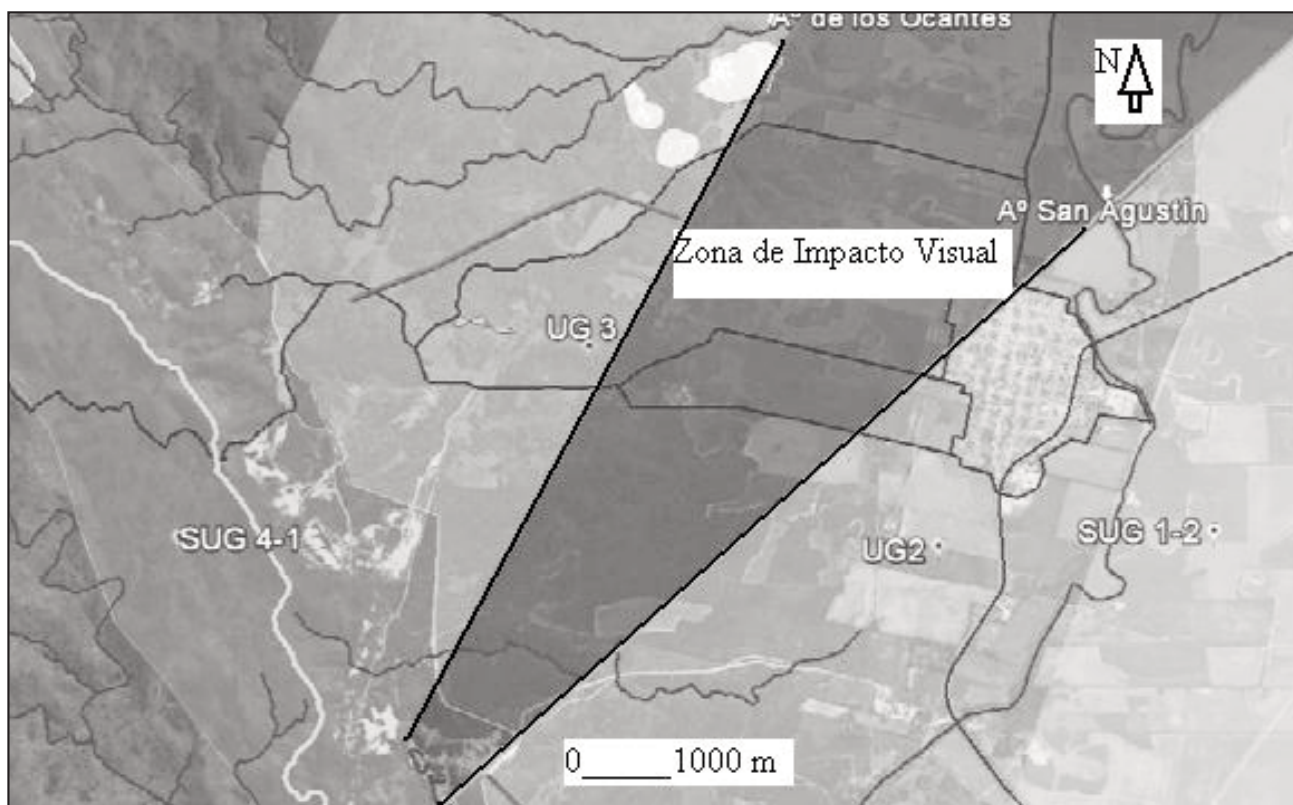 Aº de los Ocantes
N
Aº San Agustin
Zona de Impacto Visual
UG 3
SUG 4-1
UG2
SUG 1-2
0______1000 m